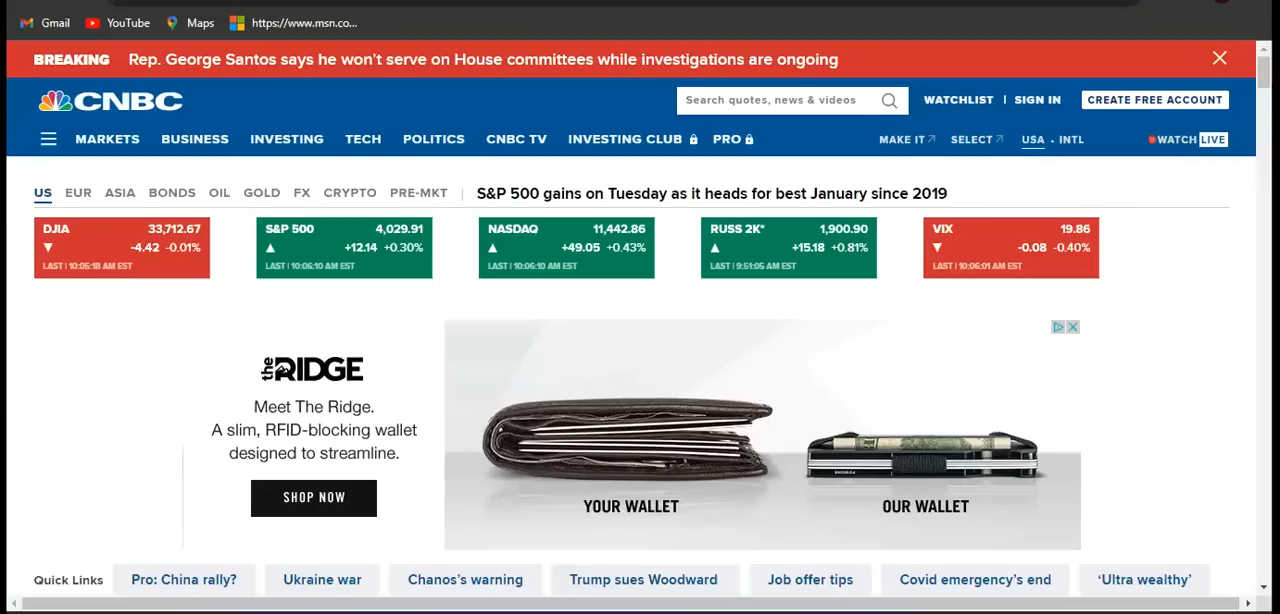 Gmail YouTube Maps https://www.msn.co...
BREAKING Rep. George Santos says he won't serve on House committees while investigations are ongoing
CNBC Search quotes, news & videos WATCHLIST | SIGN IN CREATE FREE ACCOUNT
MARKETS BUSINESS INVESTING TECH POLITICS CNBC TV INVESTING CLUB PRO MAKE IT SELECT USA • INTL WATCH LIVE
US EUR ASIA BONDS OIL GOLD FX CRYPTO PRE-MKT | S&P 500 gains on Tuesday as it heads for best January since 2019
DJIA 33,712.67 S&P 500 4,029.91 NASDAQ 11,442.86 RUSS 2K* 1,900.90 VIX 19.86
-4.42 -0.01% +12.14 +0.30% +49.05 +0.43% +15.18 +0.81% -0.08 -0.40%
LAST | 10:05:18 AM EST LAST | 10:06:10 AM EST LAST | 10:06:10 AM EST LAST | 9:51:05 AM EST LAST | 10:06:01 AM EST
the RIDGE
Meet The Ridge.
A slim, RFID-blocking wallet
designed to streamline.
SHOP NOW
YOUR WALLET OUR WALLET
Quick Links Pro: China rally? Ukraine war Chanos's warning Trump sues Woodward Job offer tips Covid emergency's end 'Ultra wealthy'